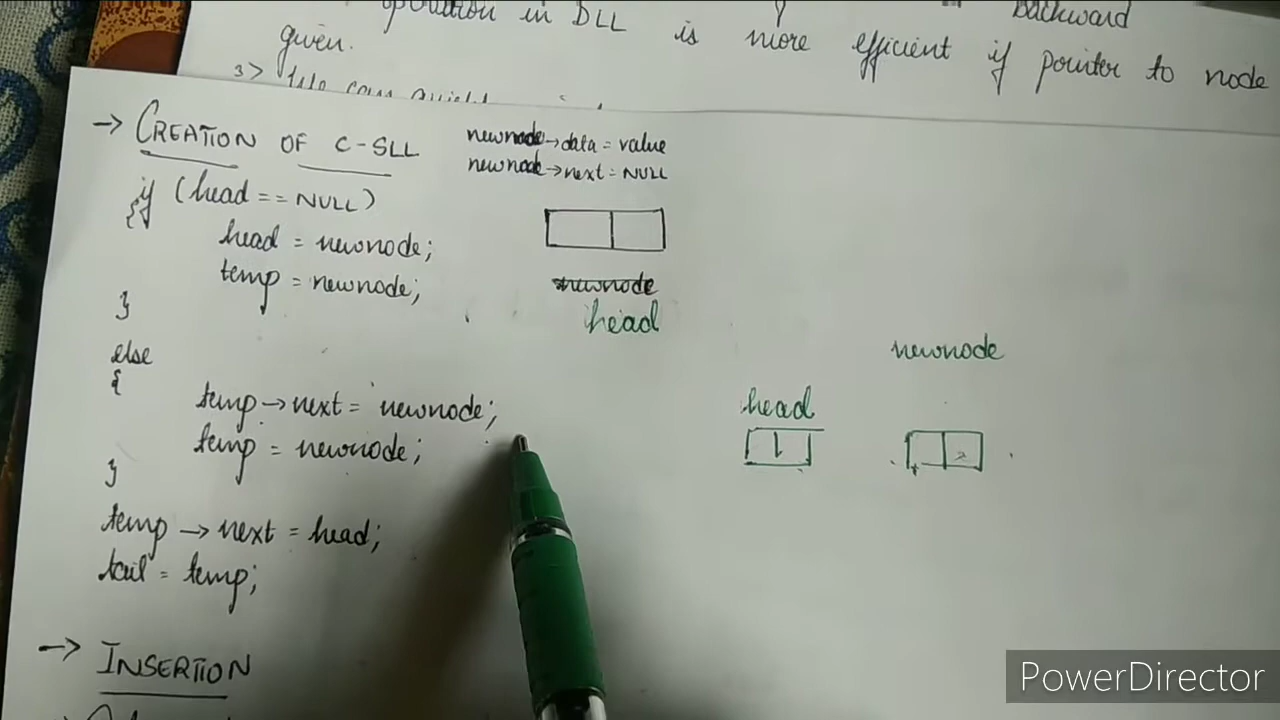 operation in DLL is more efficient if pointer to node
backward
given.
3>
→ CREATION OF C-SLL
newnode→data = value
newnode→next = NULL
if (head == NULL)
{
head = newnode;
temp = newnode;
}
newnode
head
else
{
temp→next = newnode;
temp = newnode;
}
newnode
head
temp → next = head;
tail = temp;
→ INSERTION
PowerDirector